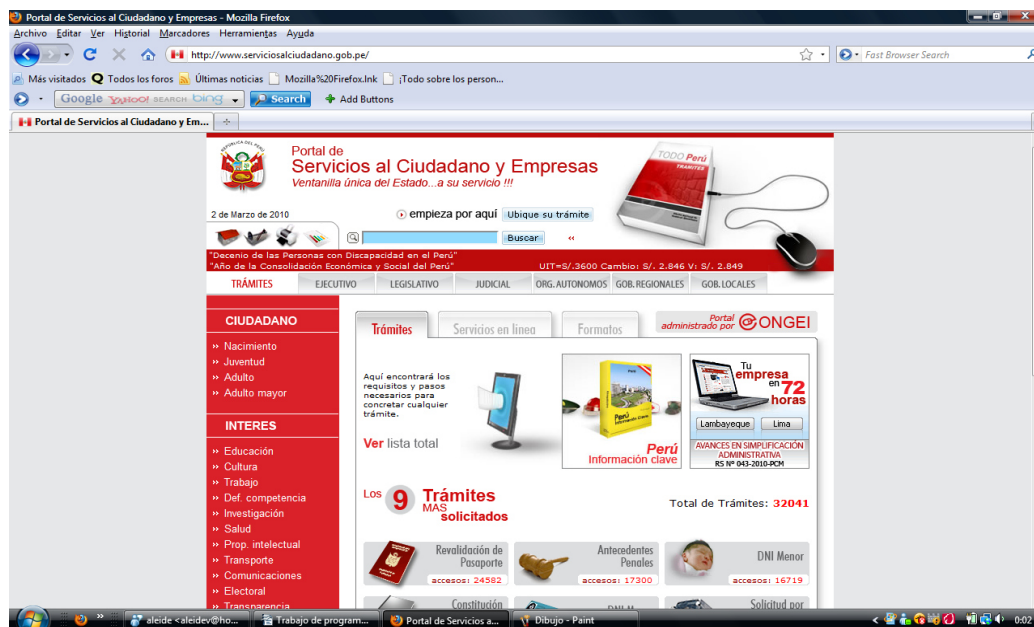 Portal de Servicios al Ciudadano y Empresas - Mozilla Firefox
Archivo Editar Ver Historial Marcadores Herramientas Ayuda
http://www.serviciosalciudadano.gob.pe/
Fast Browser Search
Más visitados Todos los foros Últimas noticias Mozilla%20Firefox.lnk ¡Todo sobre los person...
Google YAHOO! SEARCH bing Search Add Buttons
Portal de Servicios al Ciudadano y Em...
REPUBLICA DEL PERU
Portal de
Servicios al Ciudadano y Empresas
Ventanilla única del Estado...a su servicio !!!
TODO Perú
TRAMITES
2 de Marzo de 2010
empieza por aquí Ubique su trámite
Buscar «
"Decenio de las Personas con Discapacidad en el Perú"
"Año de la Consolidación Económica y Social del Perú" UIT=S/.3600 Cambio: S/. 2.846 V: S/. 2.849
TRÁMITES EJECUTIVO LEGISLATIVO JUDICIAL ORG. AUTONOMOS GOB. REGIONALES GOB. LOCALES
CIUDADANO
» Nacimiento
» Juventud
» Adulto
» Adulto mayor
INTERES
» Educación
» Cultura
» Trabajo
» Def. competencia
» Investigación
» Salud
» Prop. intelectual
» Transporte
» Comunicaciones
» Electoral
» Transparencia
Trámites Servicios en linea Formatos
Portal administrado por ONGEI
Aquí encontrará los
requisitos y pasos
necesarios para
concretar cualquier
trámite.
Ver lista total
Perú
Información clave
Perú
Información clave
Tu
empresa
en 72
horas
Lambayeque Lima
AVANCES EN SIMPLIFICACIÓN
ADMINISTRATIVA
RS Nº 043-2010-PCM
Los 9 Trámites
MAS
solicitados
Total de Trámites: 32041
Revalidación de
Pasaporte
accesos: 24582
Antecedentes
Penales
accesos: 17300
DNI Menor
accesos: 16719
Constitución
Solicitud por
aleide <aleidev@ho... Trabajo de program... Portal de Servicios a... Dibujo - Paint
0:02